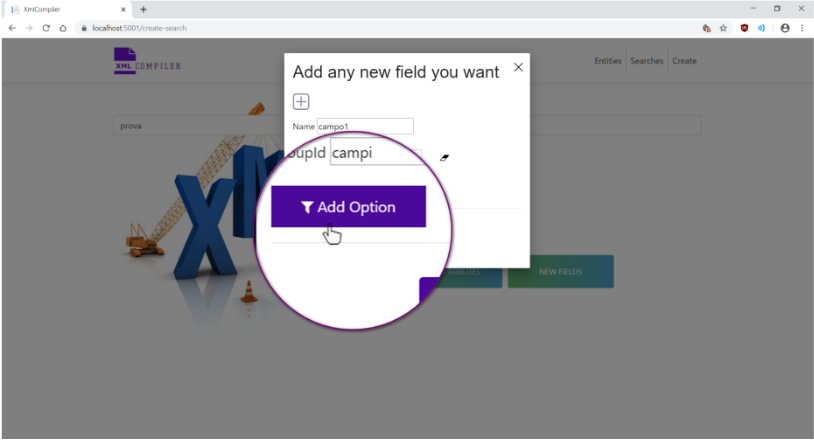 XmlCompiler
localhost:5001/create-search
XML COMPILER
Entities Searches Create
Add any new field you want
Name campo1
oupId campi
Add Option
prova
XM
NEW FIELDS